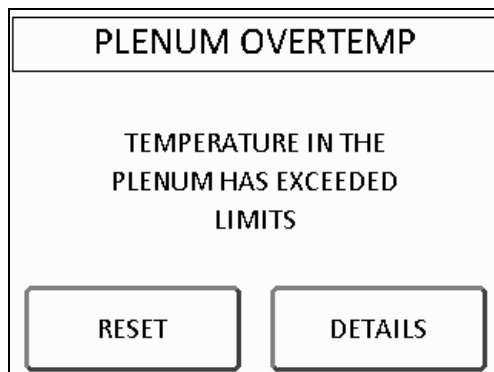 PLENUM OVERTEMP
TEMPERATURE IN THE
PLENUM HAS EXCEEDED
LIMITS
RESET
DETAILS